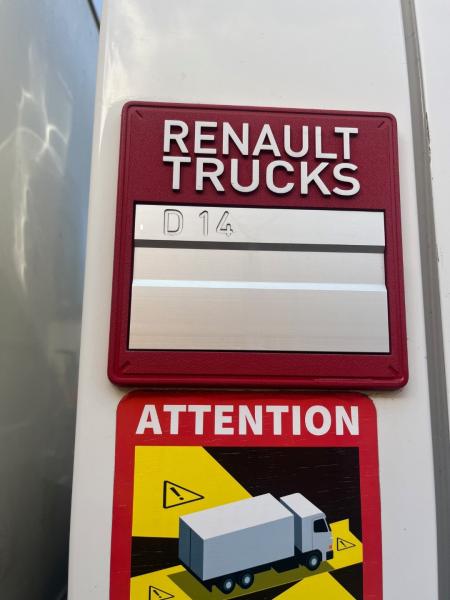 RENAULT
TRUCKS
D 14
ATTENTION